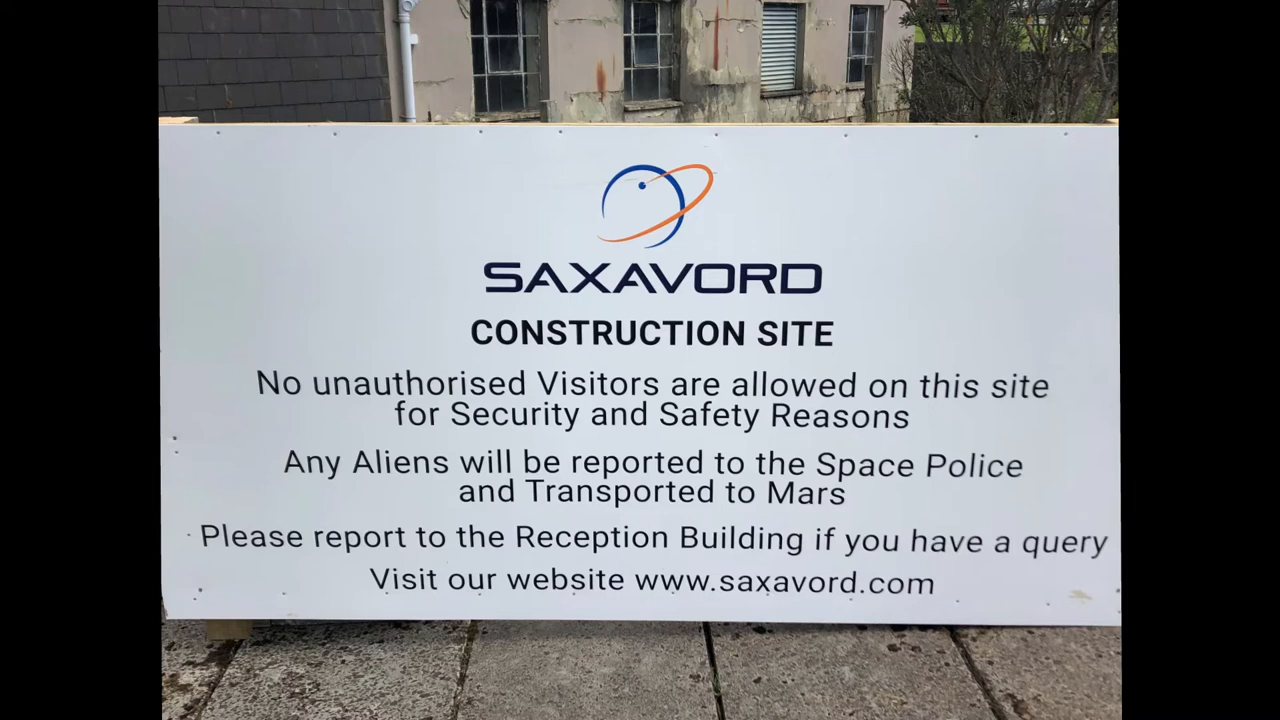 SAXAVORD
CONSTRUCTION SITE
No unauthorised Visitors are allowed on this site
for Security and Safety Reasons
Any Aliens will be reported to the Space Police
and Transported to Mars
Please report to the Reception Building if you have a query
Visit our website www.saxavord.com